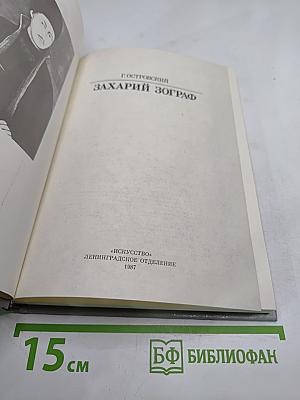 Г. ОСТРОВСКИЙ
ЗАХАРИЙ ЗОГРАФ
«ИСКУССТВО»
ЛЕНИНГРАДСКОЕ ОТДЕЛЕНИЕ
1987
15 см
БФ БИБЛИОФАН